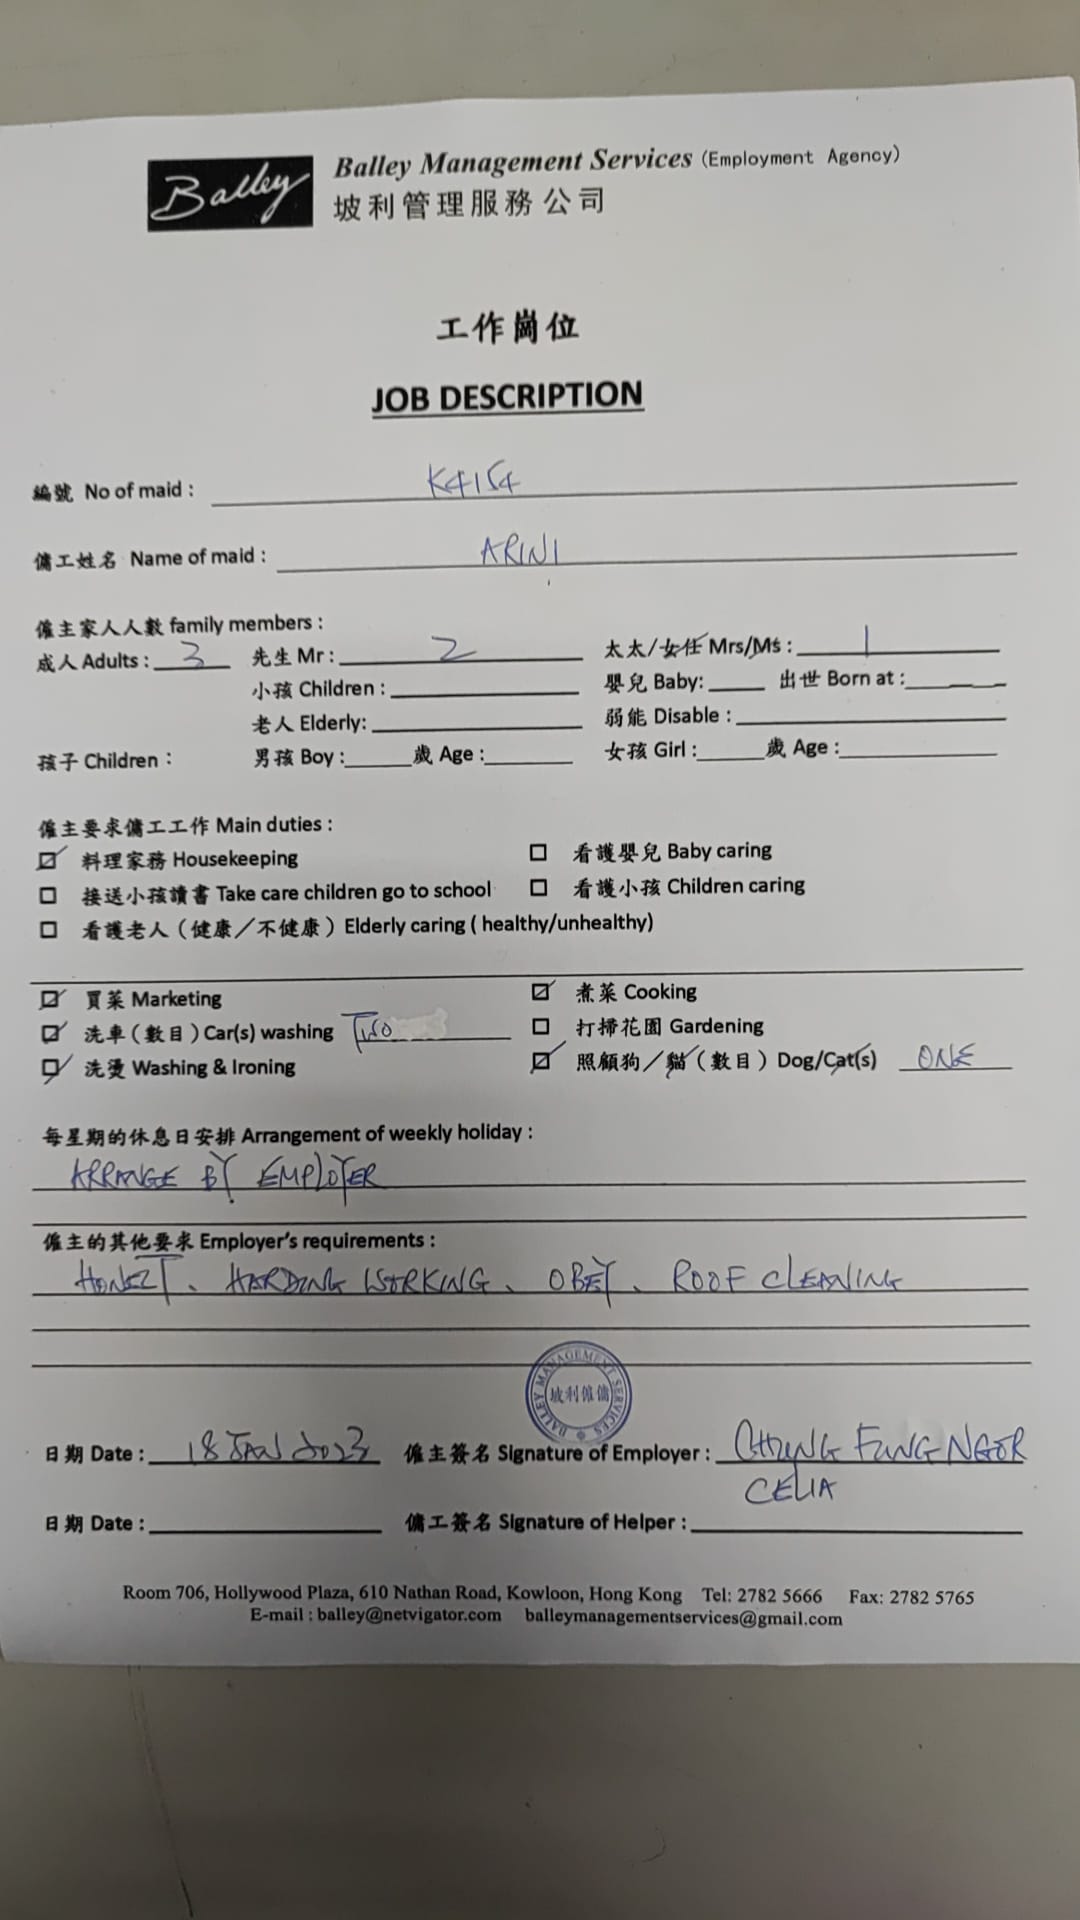 Balley
Balley Management Services (Employment Agency)
坡利管理服務公司
工作崗位
JOB DESCRIPTION
編號 No of maid : K4154
傭工姓名 Name of maid : ARINI
僱主家人人數 family members :
成人 Adults : 3 先生 Mr : 2 太太/女仕 Mrs/Ms : 1
小孩 Children : 嬰兒 Baby: 出世 Born at :
老人 Elderly: 弱能 Disable :
孩子 Children : 男孩 Boy : 歲 Age : 女孩 Girl : 歲 Age :
僱主要求傭工工作 Main duties :
☑ 料理家務 Housekeeping ☐ 看護嬰兒 Baby caring
☐ 接送小孩讀書 Take care children go to school ☐ 看護小孩 Children caring
☐ 看護老人（健康／不健康）Elderly caring ( healthy/unhealthy)
☑ 買菜 Marketing ☑ 煮菜 Cooking
☑ 洗車（數目）Car(s) washing TWO ☐ 打掃花園 Gardening
☑ 洗燙 Washing & Ironing ☑ 照顧狗／貓（數目）Dog/Cat(s) ONE
每星期的休息日安排 Arrangement of weekly holiday :
ARRANGE BY EMPLOYER
僱主的其他要求 Employer's requirements :
HONEST、HARDING WORKING、OBEY、ROOF CLEANING
BALLEY MANAGEMENT SERVICES
坡利僱傭
日期 Date : 18 JAN 2023 僱主簽名 Signature of Employer : CHUNG FUNG NGOR
CELIA
日期 Date : 傭工簽名 Signature of Helper :
Room 706, Hollywood Plaza, 610 Nathan Road, Kowloon, Hong Kong Tel: 2782 5666 Fax: 2782 5765
E-mail : balley@netvigator.com balleymanagementservices@gmail.com